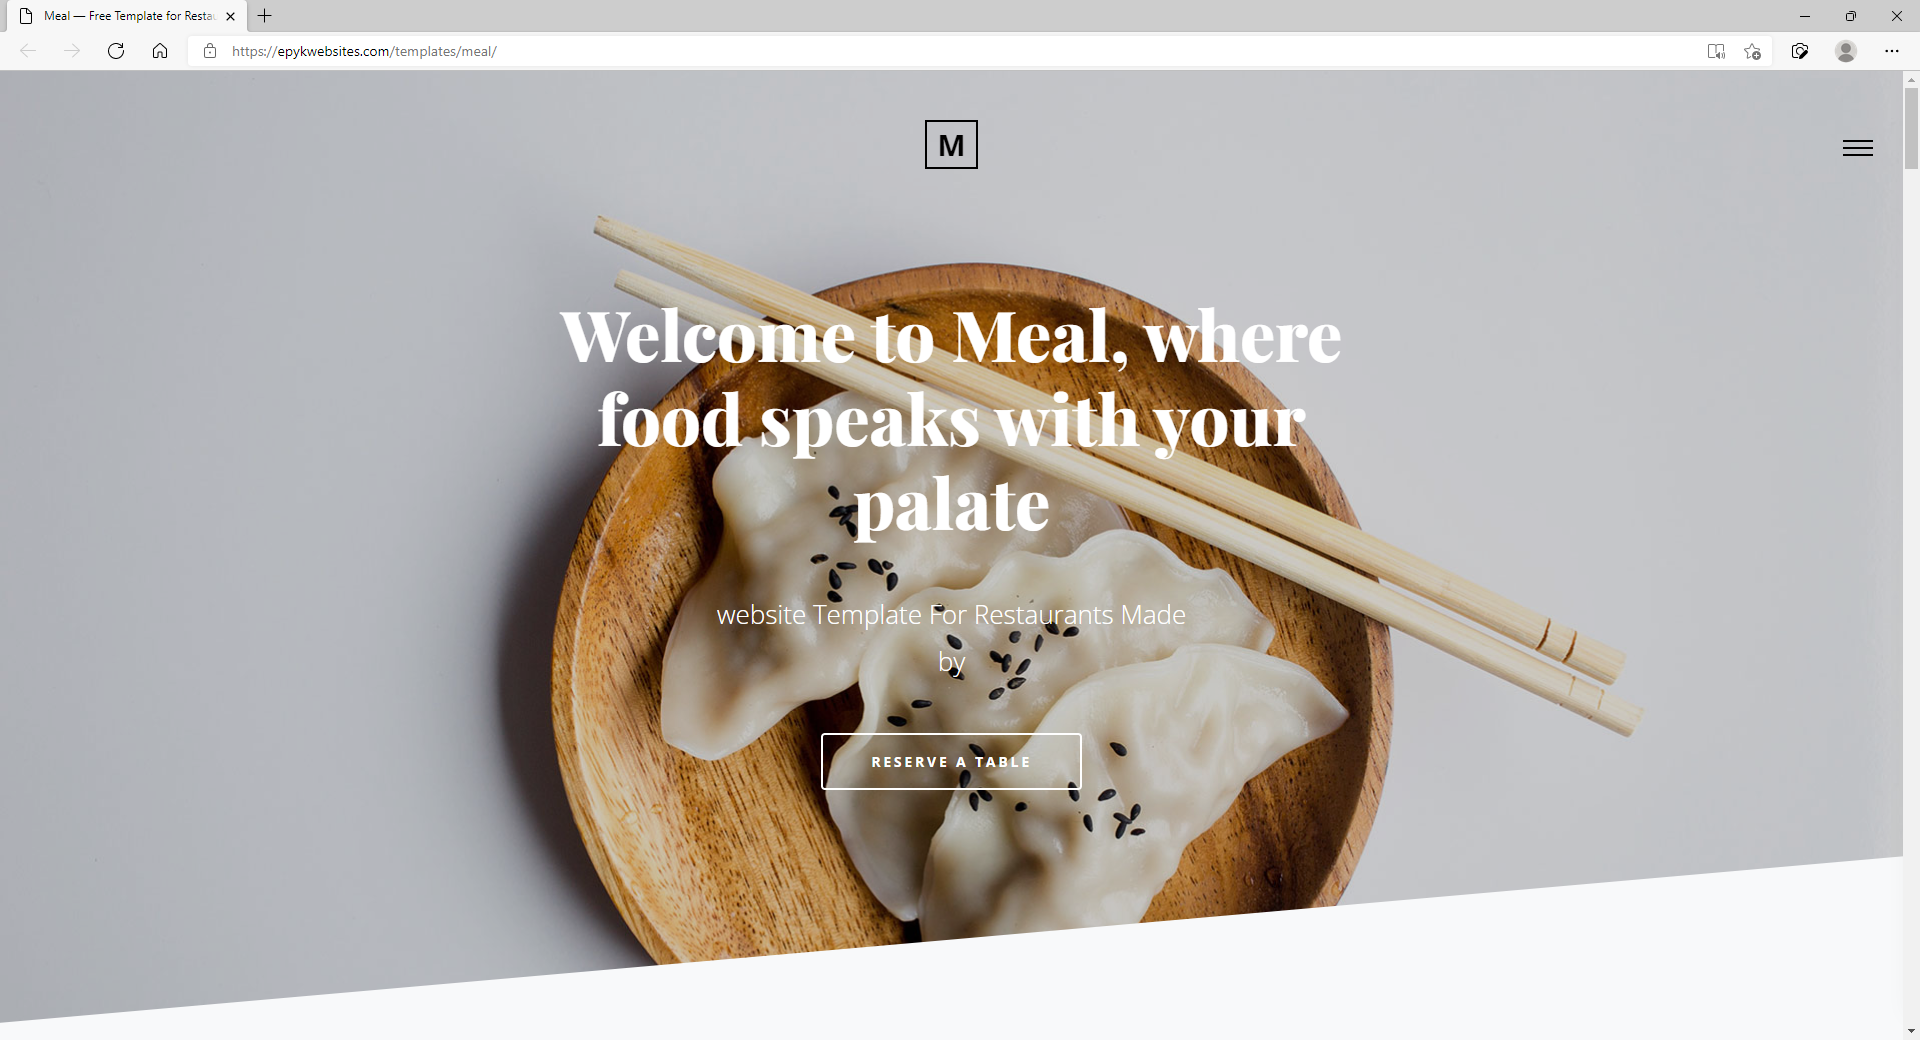 Meal — Free Template for Resta
https://epykwebsites.com/templates/meal/
M
Welcome to Meal, where
food speaks with your
palate
website Template For Restaurants Made
by
RESERVE A TABLE